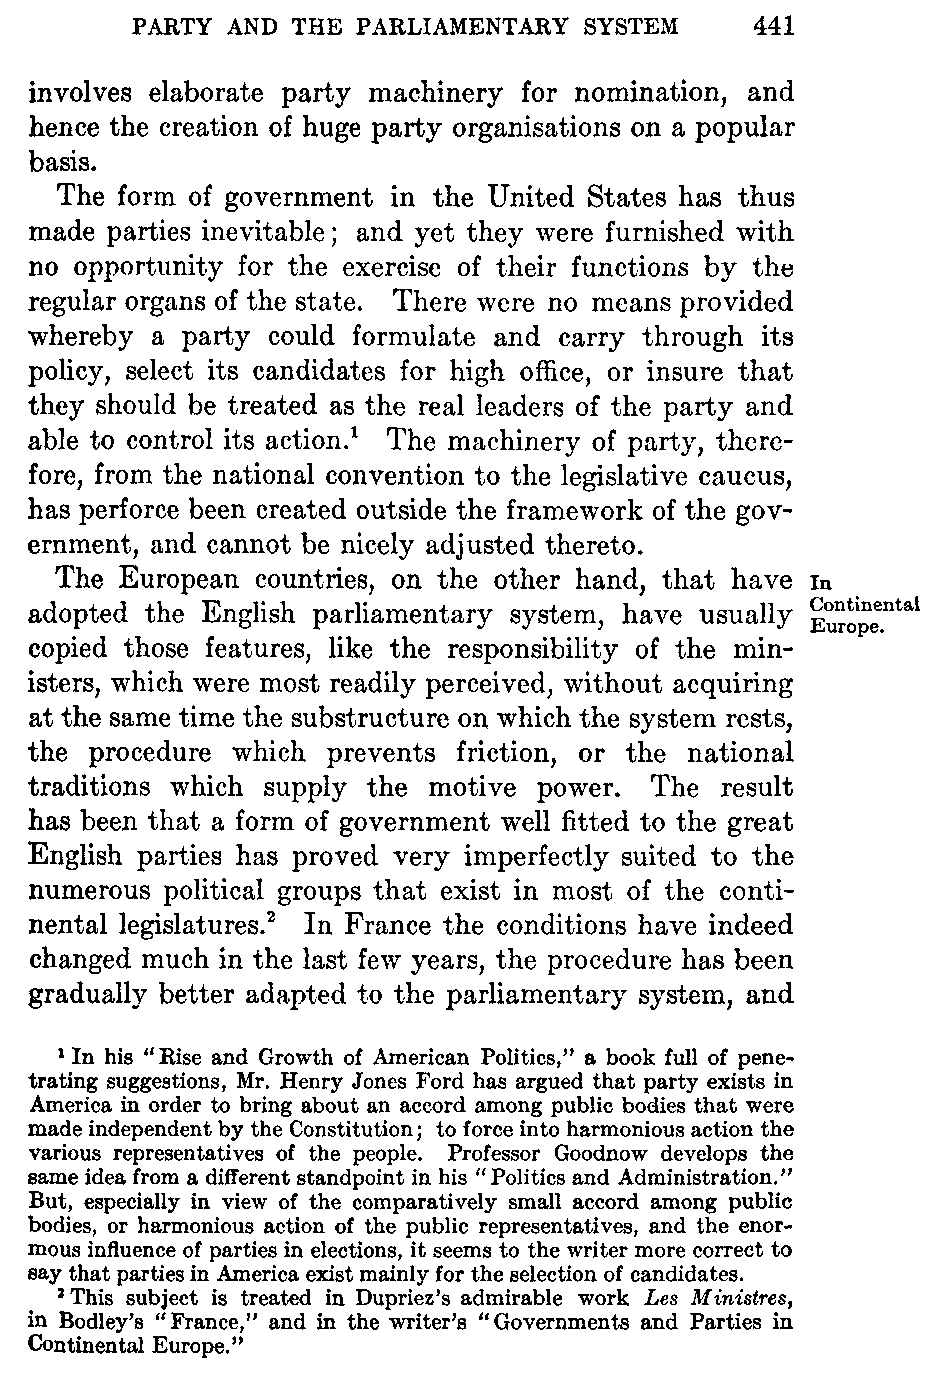 PARTY AND THE PARLIAMENTARY SYSTEM 441
involves elaborate party machinery for nomination, and
hence the creation of huge party organisations on a popular
basis.
The form of government in the United States has thus
made parties inevitable; and yet they were furnished with
no opportunity for the exercise of their functions by the
regular organs of the state. There were no means provided
whereby a party could formulate and carry through its
policy, select its candidates for high office, or insure that
they should be treated as the real leaders of the party and
able to control its action.¹ The machinery of party, there-
fore, from the national convention to the legislative caucus,
has perforce been created outside the framework of the gov-
ernment, and cannot be nicely adjusted thereto.
The European countries, on the other hand, that have
adopted the English parliamentary system, have usually
copied those features, like the responsibility of the min-
isters, which were most readily perceived, without acquiring
at the same time the substructure on which the system rests,
the procedure which prevents friction, or the national
traditions which supply the motive power. The result
has been that a form of government well fitted to the great
English parties has proved very imperfectly suited to the
numerous political groups that exist in most of the conti-
nental legislatures.² In France the conditions have indeed
changed much in the last few years, the procedure has been
gradually better adapted to the parliamentary system, and
In
Continental
Europe.
¹ In his "Rise and Growth of American Politics," a book full of pene-
trating suggestions, Mr. Henry Jones Ford has argued that party exists in
America in order to bring about an accord among public bodies that were
made independent by the Constitution; to force into harmonious action the
various representatives of the people. Professor Goodnow develops the
same idea from a different standpoint in his "Politics and Administration."
But, especially in view of the comparatively small accord among public
bodies, or harmonious action of the public representatives, and the enor-
mous influence of parties in elections, it seems to the writer more correct to
say that parties in America exist mainly for the selection of candidates.
² This subject is treated in Dupriez's admirable work Les Ministres,
in Bodley's "France," and in the writer's "Governments and Parties in
Continental Europe."